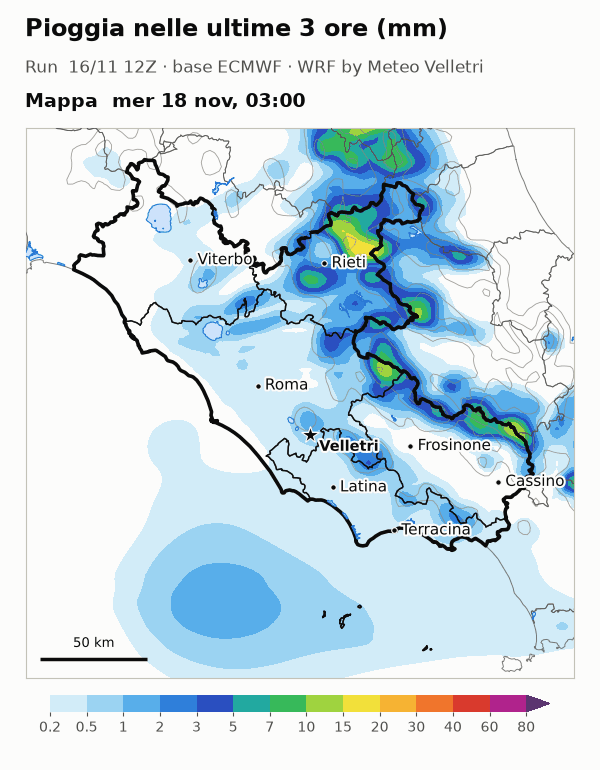 Pioggia nelle ultime 3 ore (mm)
Run  16/11 12Z · base ECMWF · WRF by Meteo Velletri
Mappa  mer 18 nov, 03:00
Viterbo
Rieti
Roma
Velletri
Frosinone
Cassino
Latina
Terracina
50 km
0.2 0.5 1 2 3 5 7 10 15 20 30 40 60 80